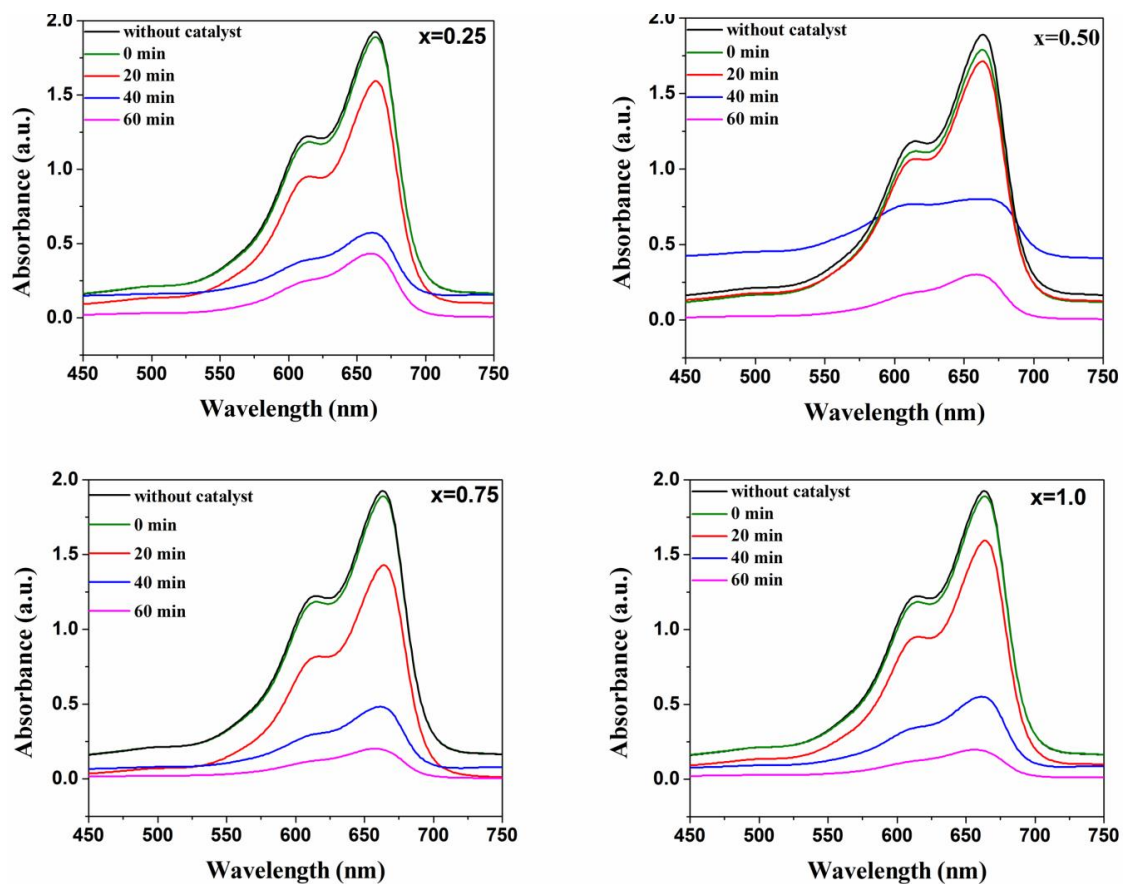 x=0.25
without catalyst
0 min
20 min
40 min
60 min
2.0
1.5
1.0
0.5
0.0
Absorbance (a.u.)
450 500 550 600 650 700 750
Wavelength (nm)
x=0.50
without catalyst
0 min
20 min
40 min
60 min
2.0
1.5
1.0
0.5
0.0
Absorbance (a.u.)
450 500 550 600 650 700 750
Wavelength (nm)
x=0.75
without catalyst
0 min
20 min
40 min
60 min
2.0
1.5
1.0
0.5
0.0
Absorbance (a.u.)
450 500 550 600 650 700 750
Wavelength (nm)
x=1.0
without catalyst
0 min
20 min
40 min
60 min
2.0
1.5
1.0
0.5
0.0
Absorbance (a.u.)
450 500 550 600 650 700 750
Wavelength (nm)